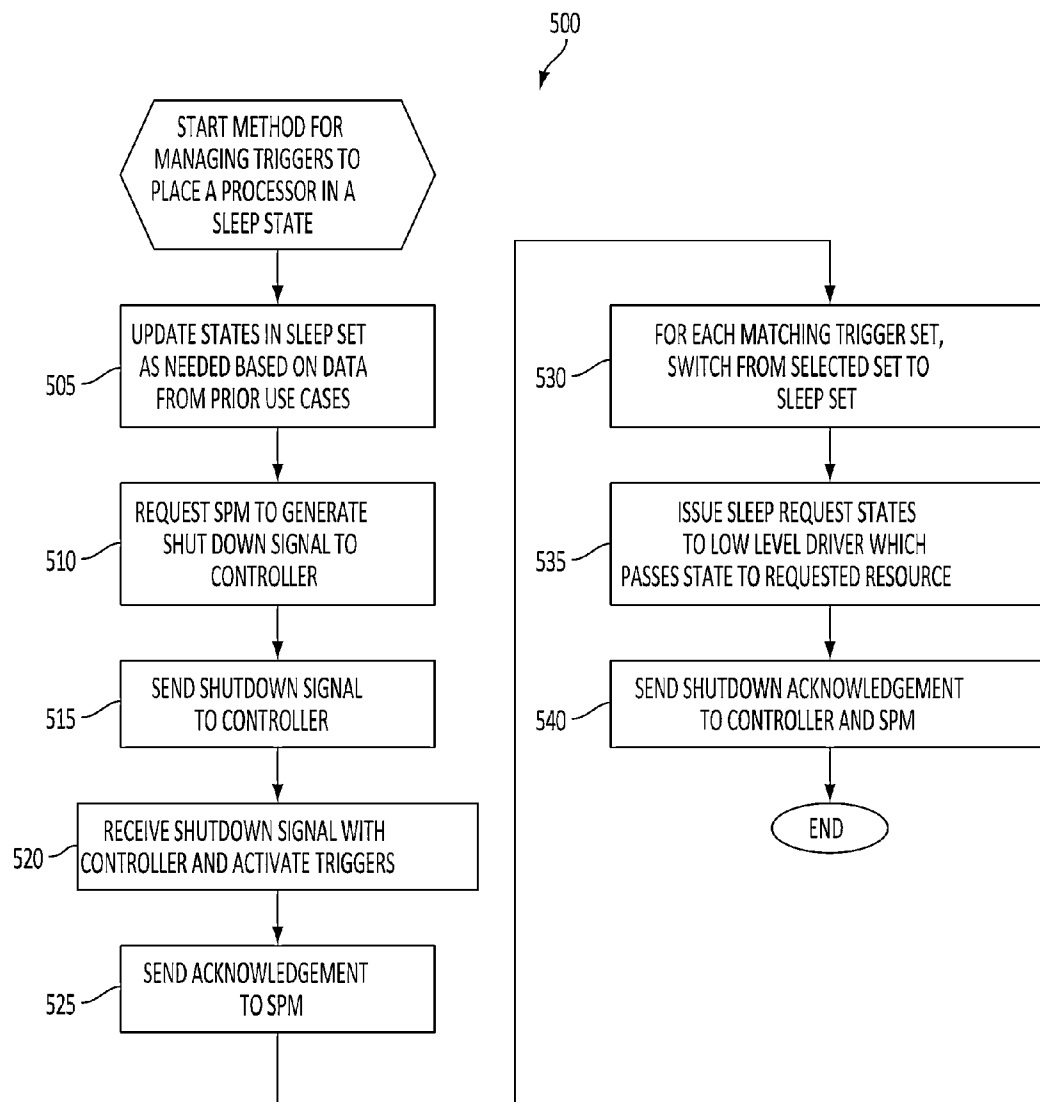 500
START METHOD FOR
MANAGING TRIGGERS TO
PLACE A PROCESSOR IN A
SLEEP STATE
505
UPDATE STATES IN SLEEP SET
AS NEEDED BASED ON DATA
FROM PRIOR USE CASES
510
REQUEST SPM TO GENERATE
SHUT DOWN SIGNAL TO
CONTROLLER
515
SEND SHUTDOWN SIGNAL
TO CONTROLLER
520
RECEIVE SHUTDOWN SIGNAL WITH
CONTROLLER AND ACTIVATE TRIGGERS
525
SEND ACKNOWLEDGEMENT
TO SPM
530
FOR EACH MATCHING TRIGGER SET,
SWITCH FROM SELECTED SET TO
SLEEP SET
535
ISSUE SLEEP REQUEST STATES
TO LOW LEVEL DRIVER WHICH
PASSES STATE TO REQUESTED RESOURCE
540
SEND SHUTDOWN ACKNOWLEDGEMENT
TO CONTROLLER AND SPM
END